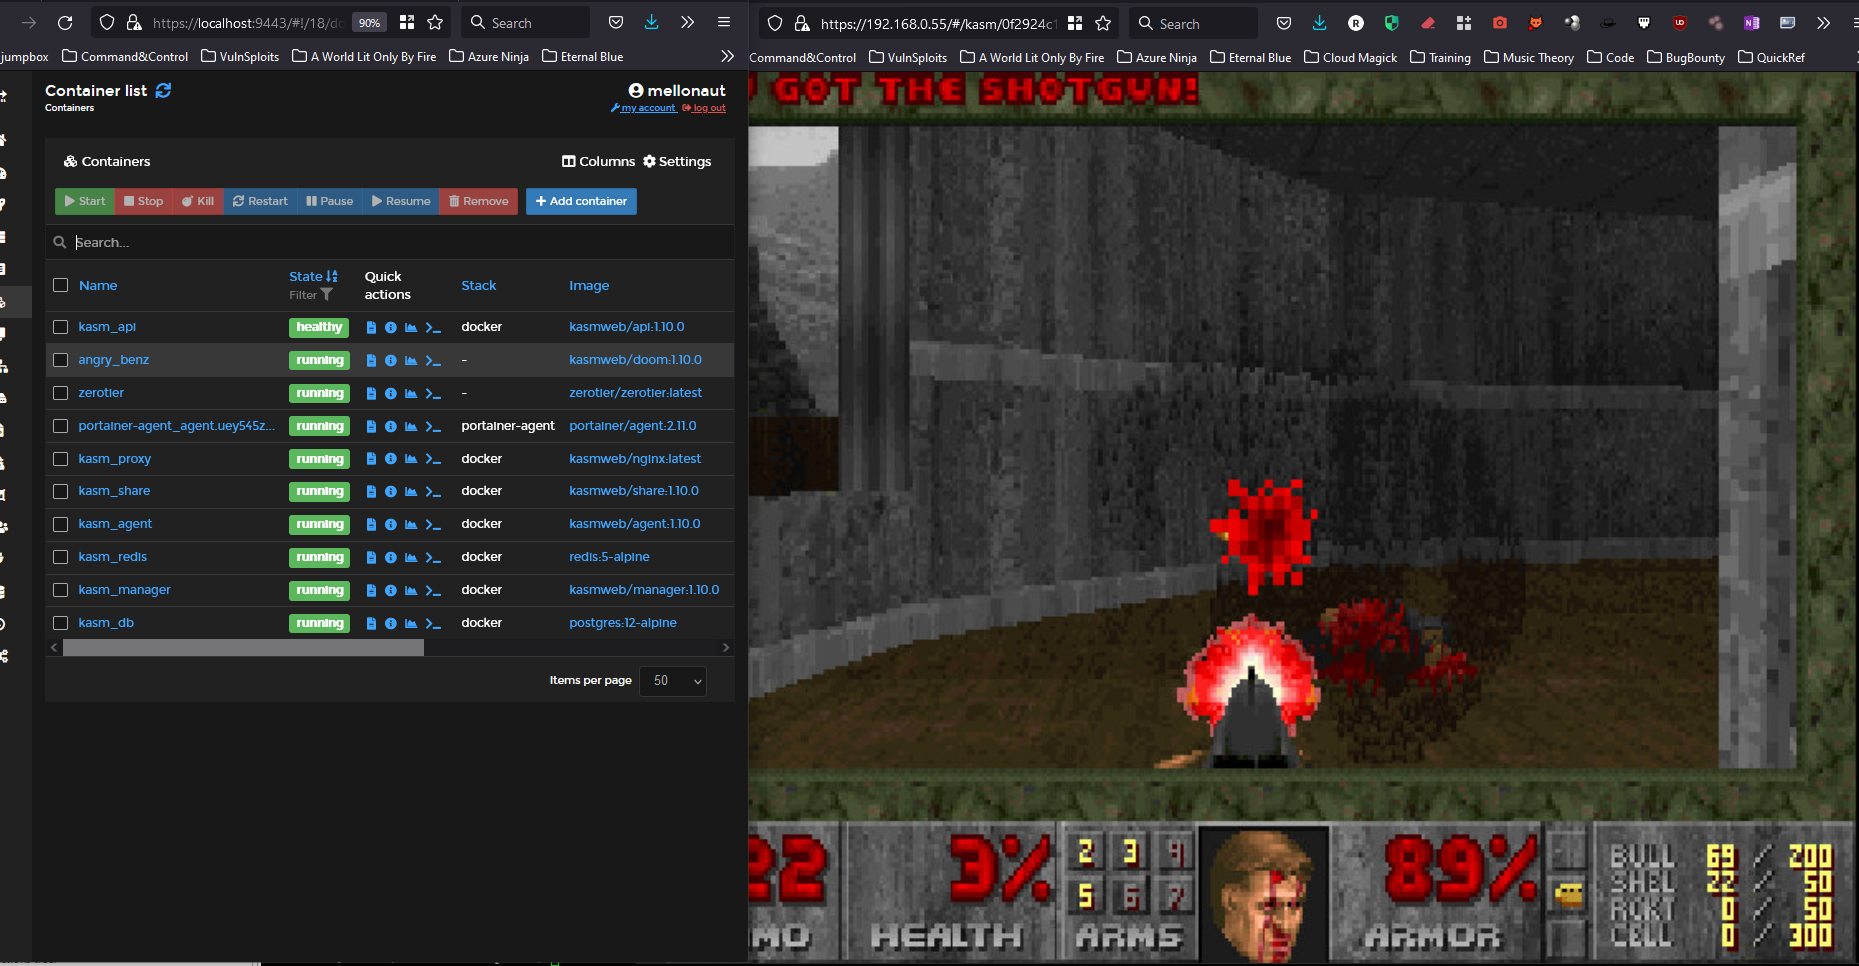 https://localhost:9443/#!/18/do
90%
Search
jumpbox
Command&Control
VulnSploits
A World Lit Only By Fire
Azure Ninja
Eternal Blue
Container list
Containers
mellonaut
my account
log out
Containers
Columns
Settings
Start
Stop
Kill
Restart
Pause
Resume
Remove
Add container
Search...
Name
State
Filter
Quick
actions
Stack
Image
kasm_api healthy docker kasmweb/api:1.10.0
angry_benz running - kasmweb/doom:1.10.0
zerotier running - zerotier/zerotier:latest
portainer-agent_agent.uey545z... running portainer-agent portainer/agent:2.11.0
kasm_proxy running docker kasmweb/nginx:latest
kasm_share running docker kasmweb/share:1.10.0
kasm_agent running docker kasmweb/agent:1.10.0
kasm_redis running docker redis:5-alpine
kasm_manager running docker kasmweb/manager:1.10.0
kasm_db running docker postgres:12-alpine
Items per page 50
https://192.168.0.55/#/kasm/0f2924c1
Search
Command&Control
VulnSploits
A World Lit Only By Fire
Azure Ninja
Eternal Blue
Cloud Magick
Training
Music Theory
Code
BugBounty
QuickRef
GOT THE SHOTGUN!
22
MO
3%
HEALTH
2 3 4
5 6 7
ARMS
89%
ARMOR
BULL 69 / 200
SHEL 22 / 50
RCKT 0 / 50
CELL 0 / 300